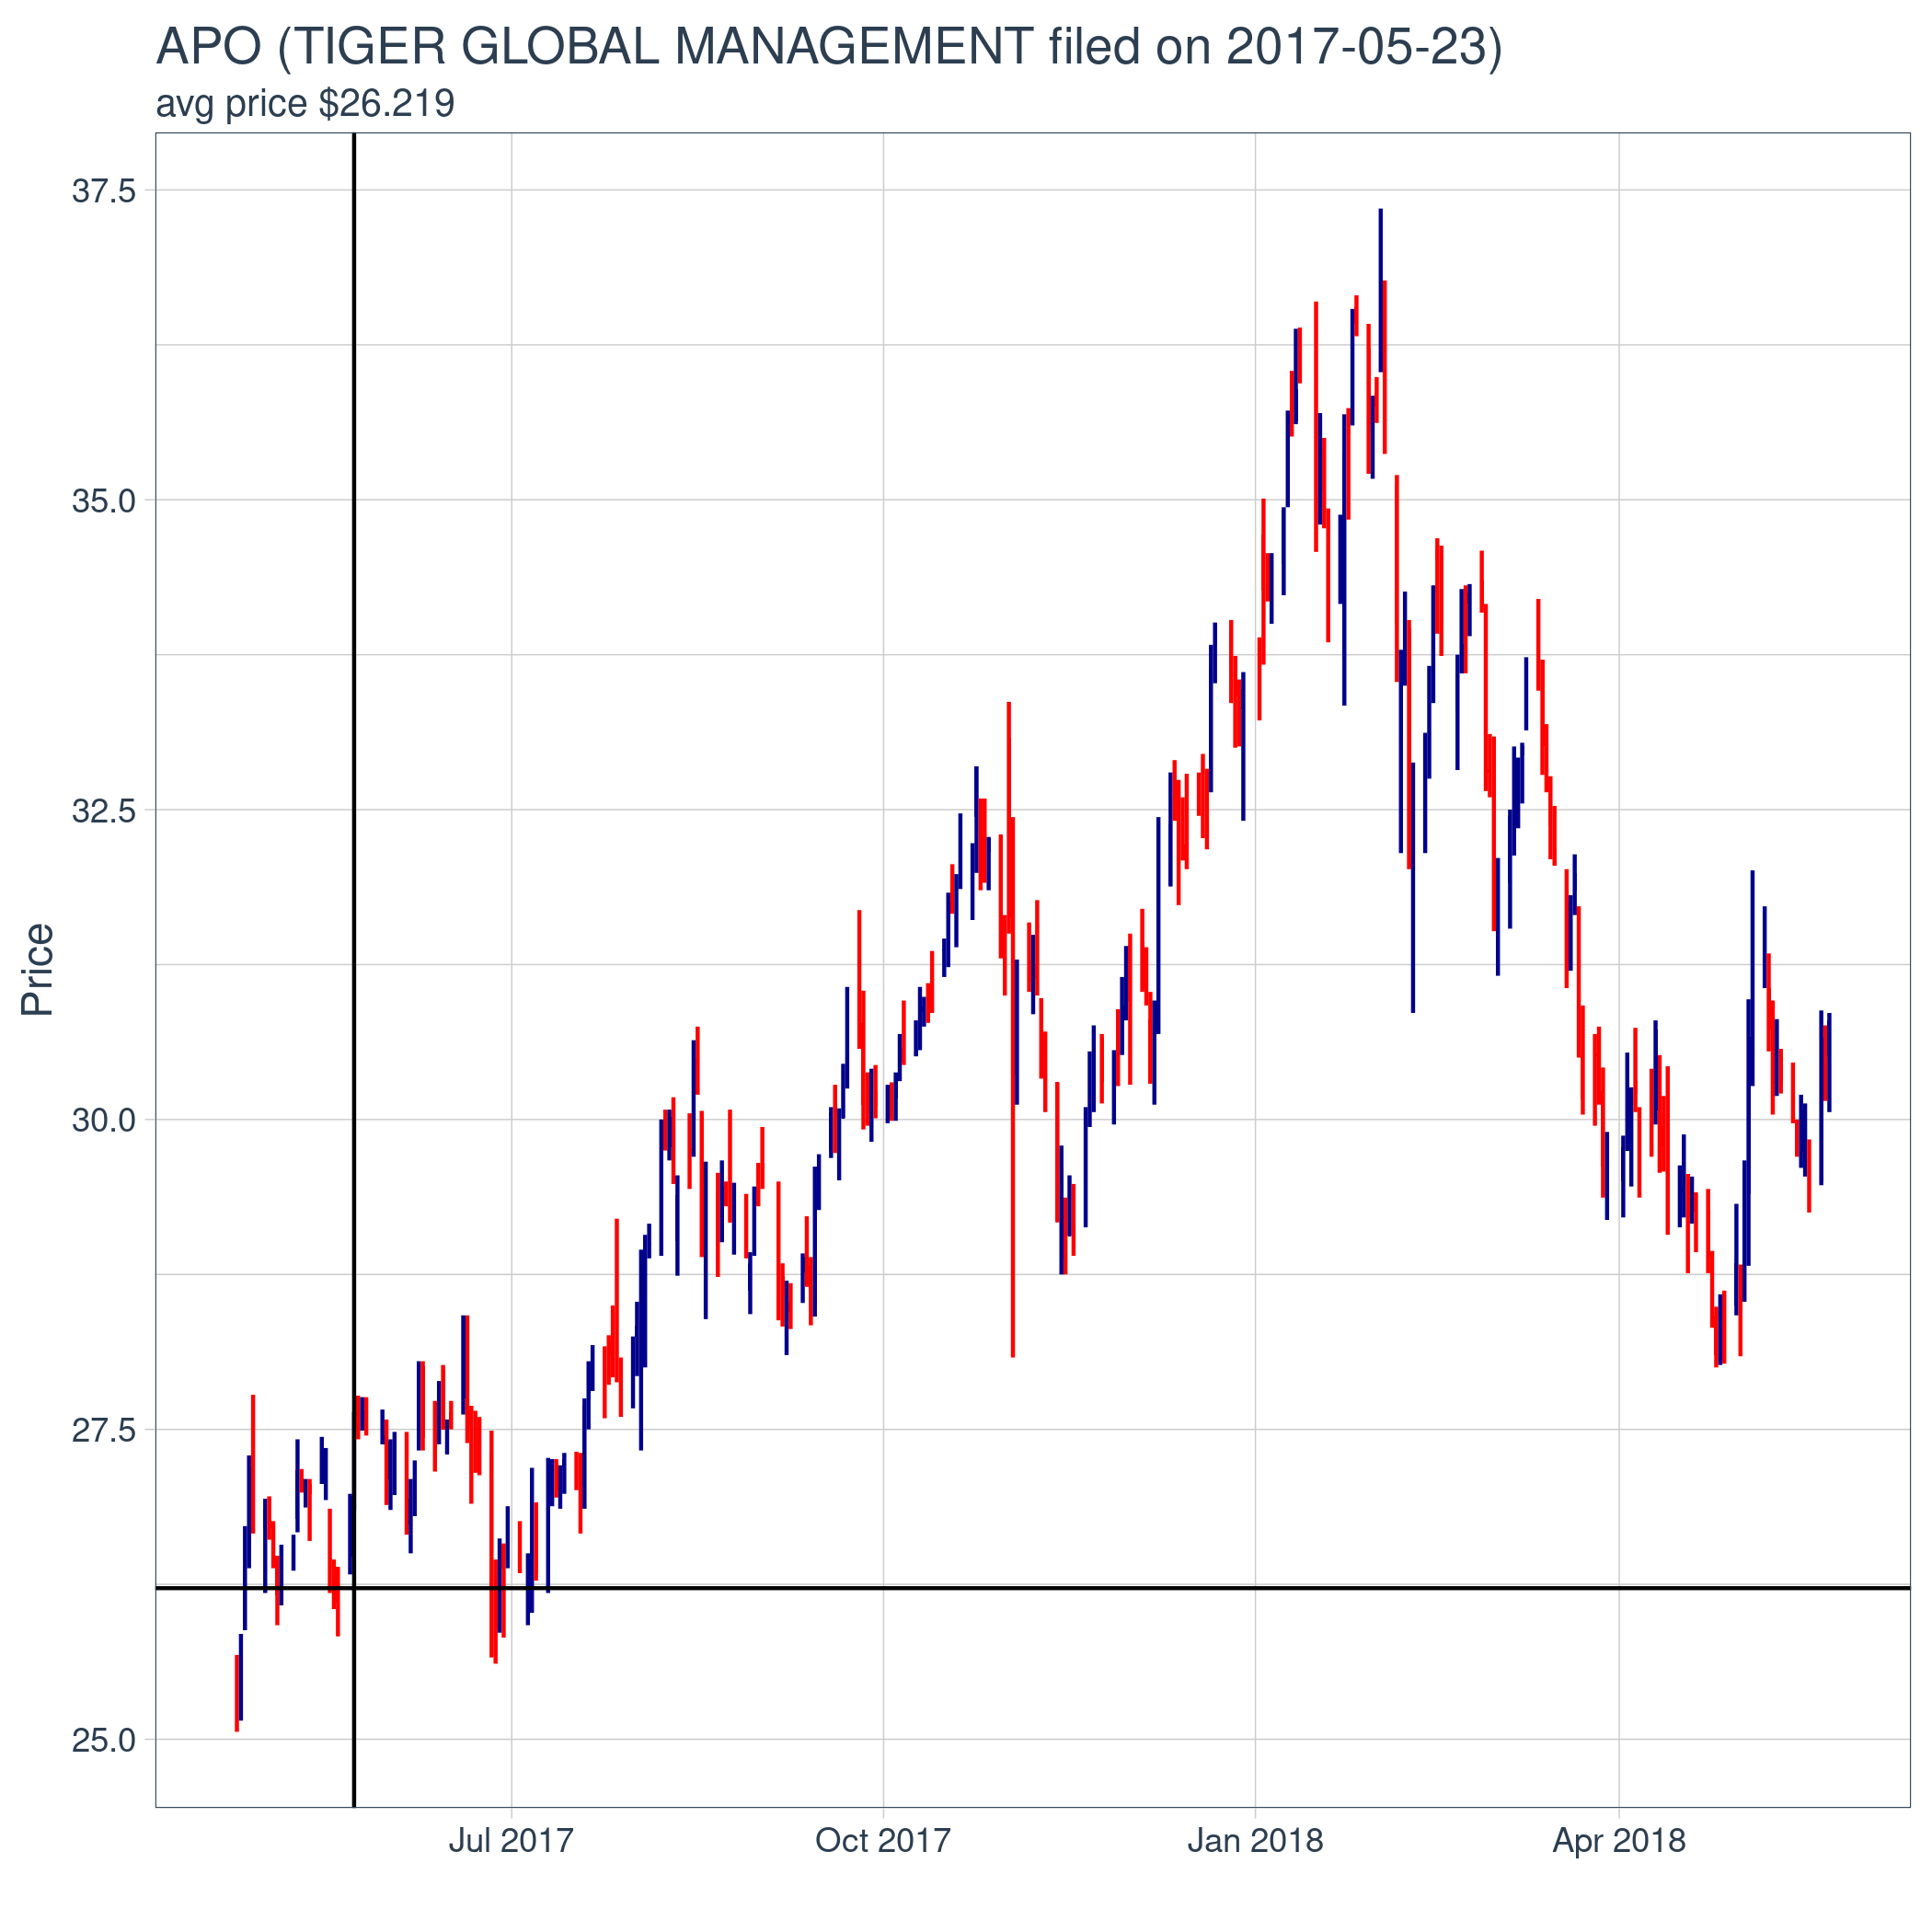 APO (TIGER GLOBAL MANAGEMENT filed on 2017-05-23)
avg price $26.219
37.5
35.0
32.5
30.0
27.5
25.0
Price
Jul 2017
Oct 2017
Jan 2018
Apr 2018